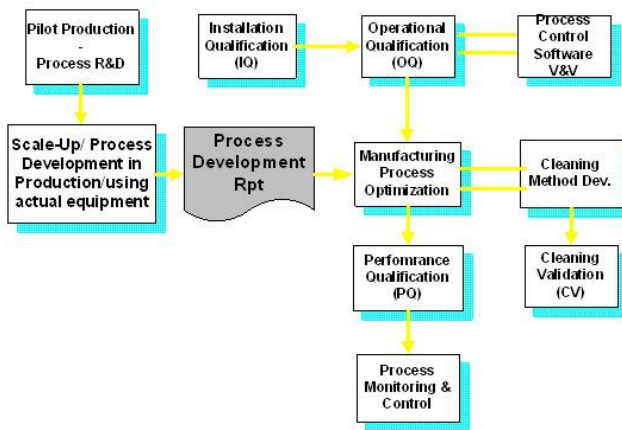 Pilot Production
-
Process R&D
Installation
Qualification
(IQ)
Operational
Qualification
(OQ)
Process
Control
Software
V&V
Scale-Up/ Process
Development in
Production/using
actual equipment
Process
Development
Rpt
Manufacturing
Process
Optimization
Cleaning
Method Dev.
Perfomrance
Qualification
(PQ)
Cleaning
Validation
(CV)
Process
Monitoring &
Control